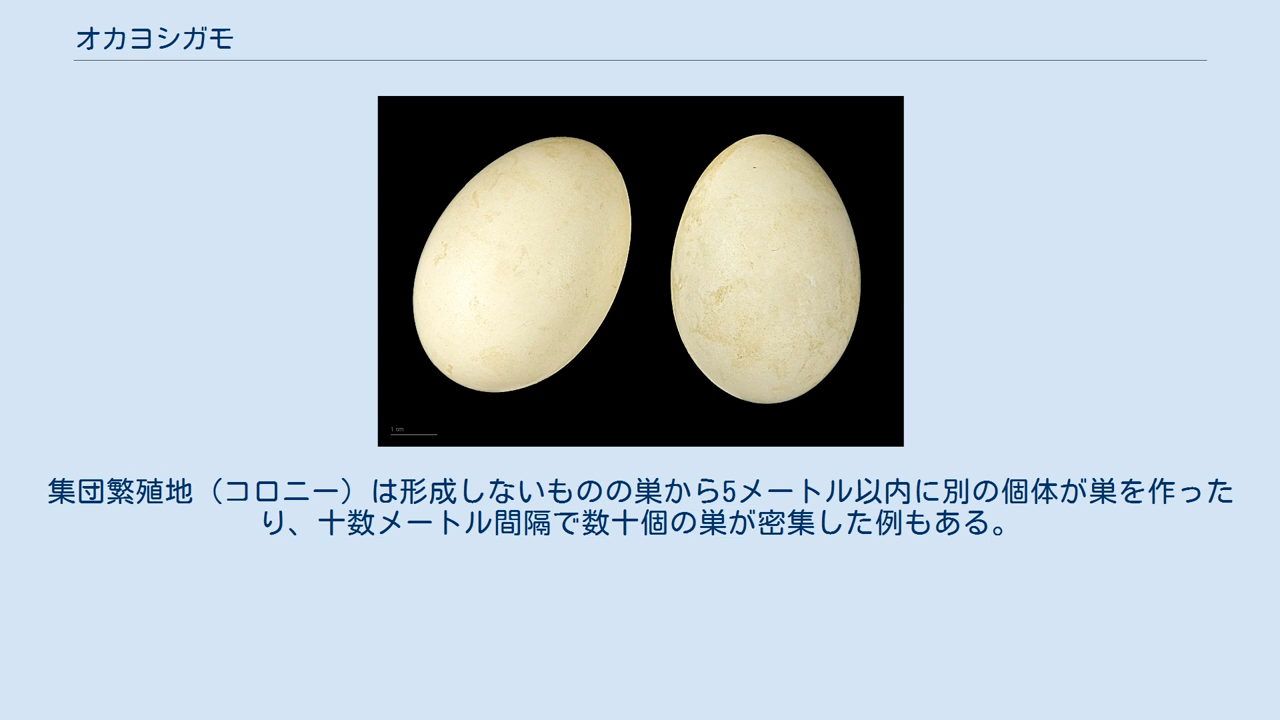 オカヨシガモ
1 cm
集団繁殖地（コロニー）は形成しないものの巣から5メートル以内に別の個体が巣を作った
り、十数メートル間隔で数十個の巣が密集した例もある。